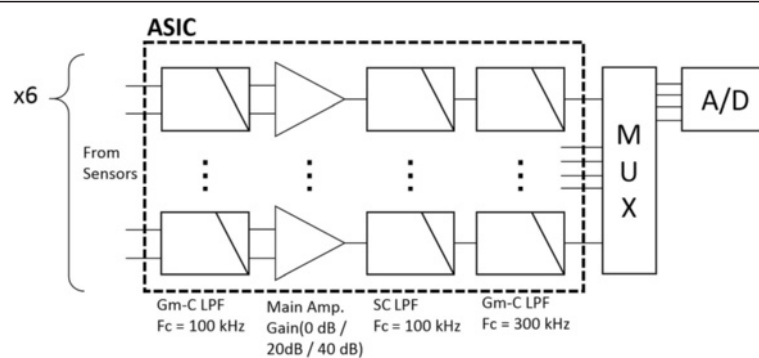 ASIC
x6
From
Sensors
M
U
X
A/D
Gm-C LPF
Fc = 100 kHz
Main Amp.
Gain(0 dB /
20dB / 40 dB)
SC LPF
Fc = 100 kHz
Gm-C LPF
Fc = 300 kHz